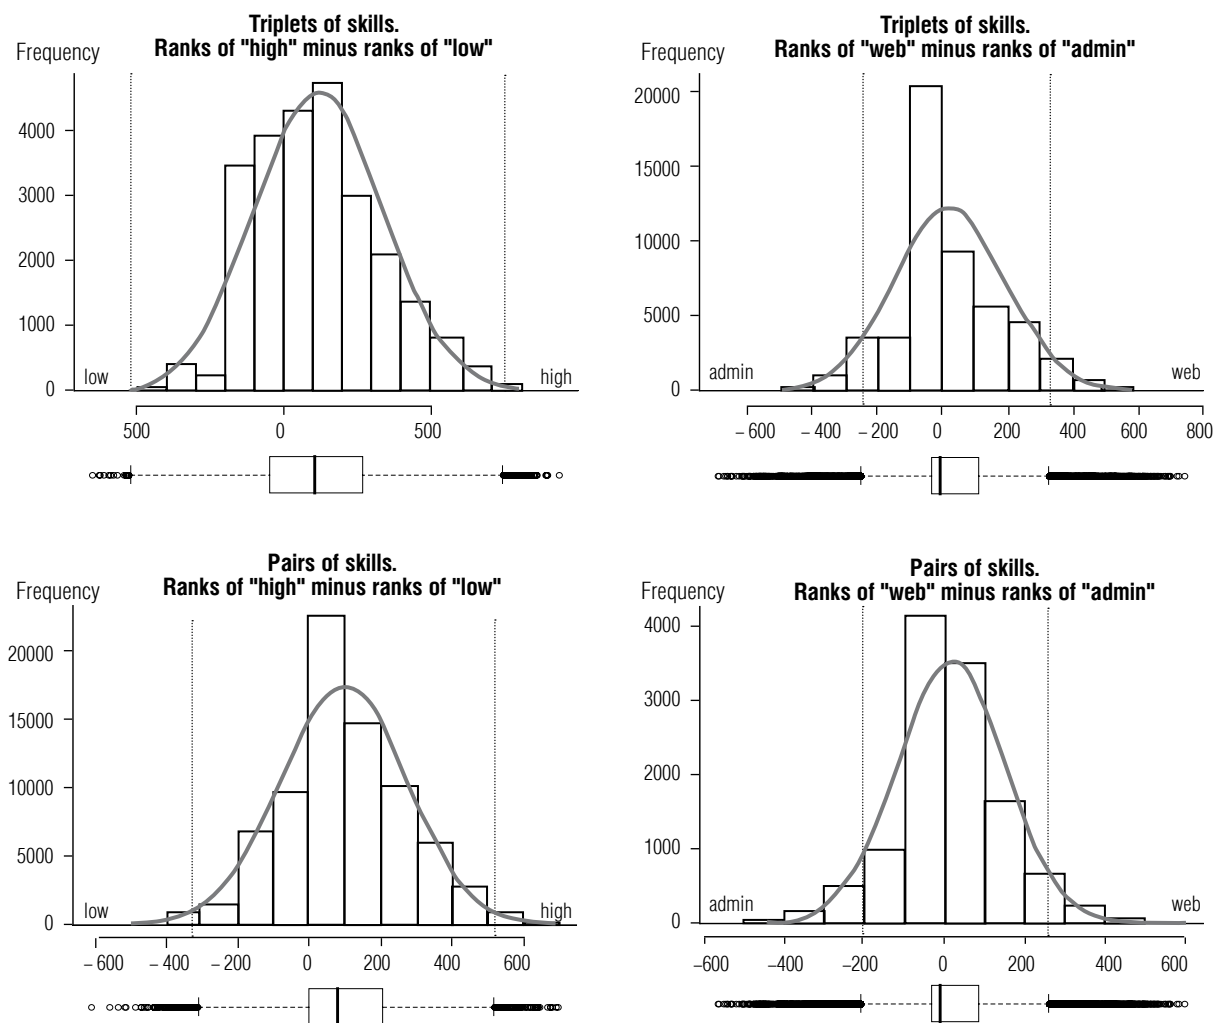 Triplets of skills.
Ranks of "high" minus ranks of "low"
Frequency
4000
3000
2000
1000
0
low
high
500
0
500
Triplets of skills.
Ranks of "web" minus ranks of "admin"
Frequency
20000
15000
10000
5000
0
admin
web
– 600
– 400
– 200
0
200
400
600
800
Pairs of skills.
Ranks of "high" minus ranks of "low"
Frequency
20000
15000
10000
5000
0
low
high
– 600
– 400
– 200
0
200
400
600
Pairs of skills.
Ranks of "web" minus ranks of "admin"
Frequency
4000
3000
2000
1000
0
admin
web
–600
–400
–200
0
200
400
600